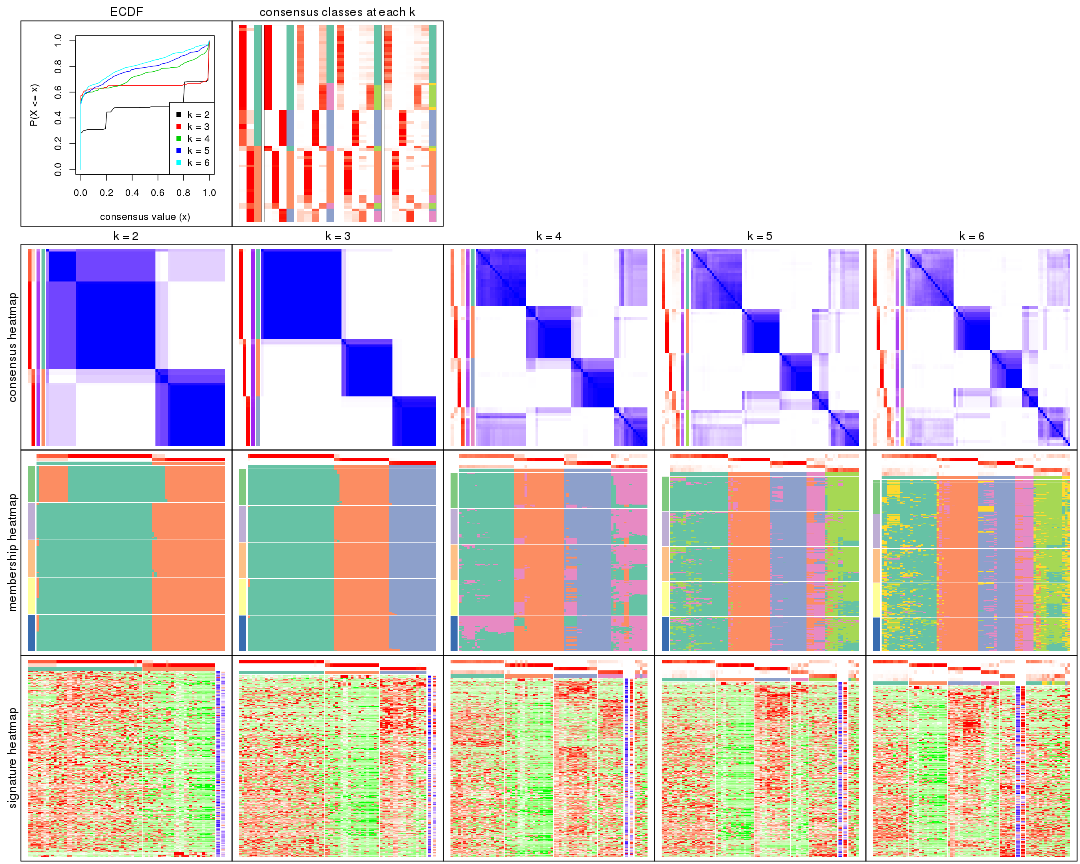 ECDF
consensus classes at each k
P(X <= x)
0.0 0.2 0.4 0.6 0.8 1.0
k = 2
k = 3
k = 4
k = 5
k = 6
0.0 0.2 0.4 0.6 0.8 1.0
consensus value (x)
k = 2
k = 3
k = 4
k = 5
k = 6
consensus heatmap
membership heatmap
signature heatmap